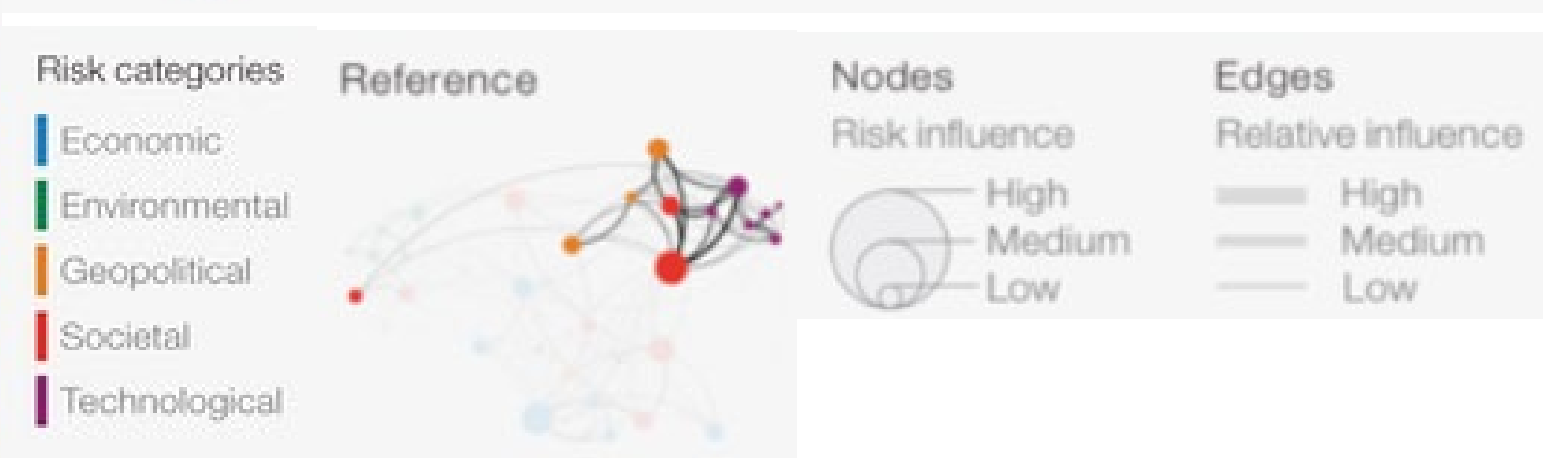 Risk categories
Economic
Environmental
Geopolitical
Societal
Technological
Reference
Nodes
Risk influence
High
Medium
Low
Edges
Relative influence
High
Medium
Low